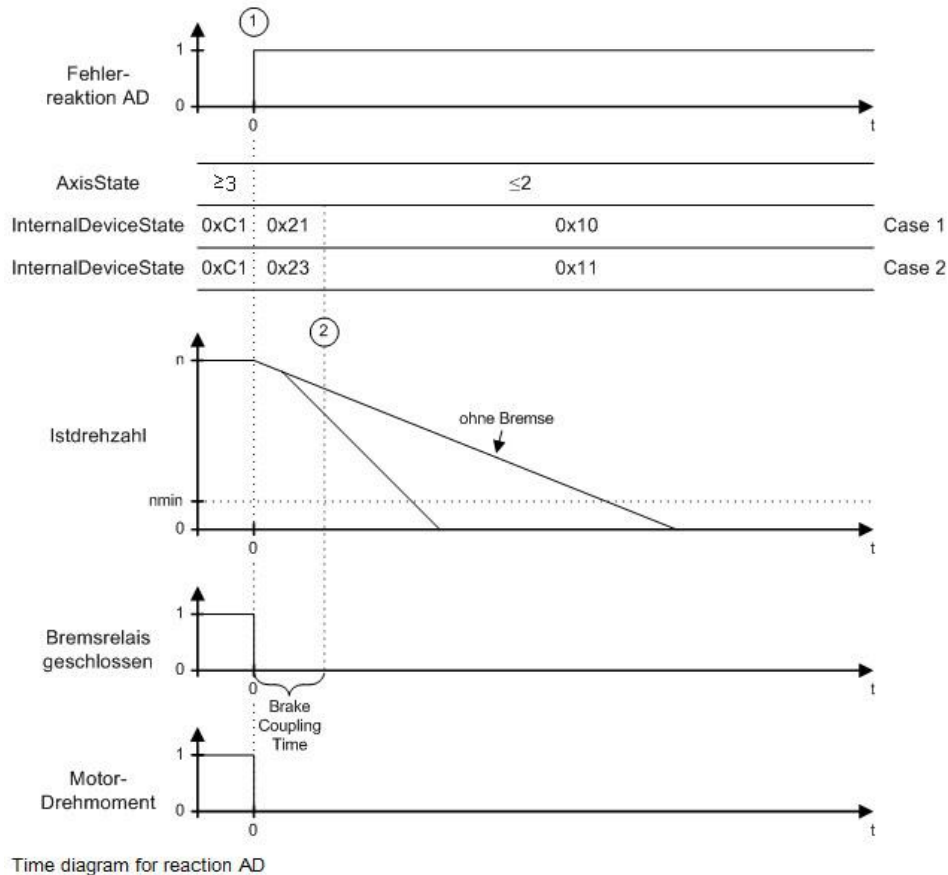 1
1
Fehler-
reaktion AD
0
0
t
AxisState
≥3
≤2
InternalDeviceState
0xC1
0x21
0x10
Case 1
InternalDeviceState
0xC1
0x23
0x11
Case 2
2
n
ohne Bremse
Istdrehzahl
nmin
0
0
t
1
Bremsrelais
geschlossen
0
0
t
Brake
Coupling
Time
1
Motor-
Drehmoment
0
0
t
Time diagram for reaction AD